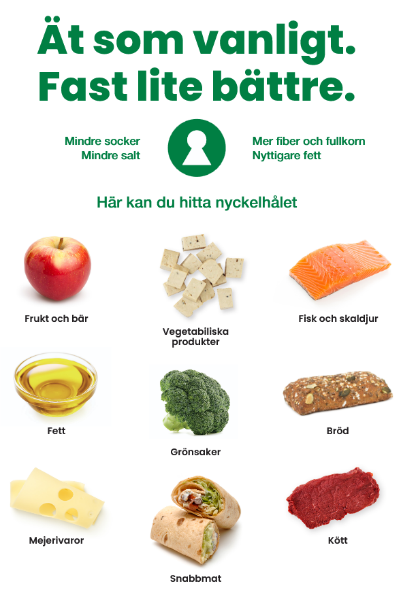 Ät som vanligt.
Fast lite bättre.
Mindre socker
Mindre salt
Mer fiber och fullkorn
Nyttigare fett
Här kan du hitta nyckelhålet
Frukt och bär
Vegetabiliska
produkter
Fisk och skaldjur
Fett
Grönsaker
Bröd
Mejerivaror
Snabbmat
Kött